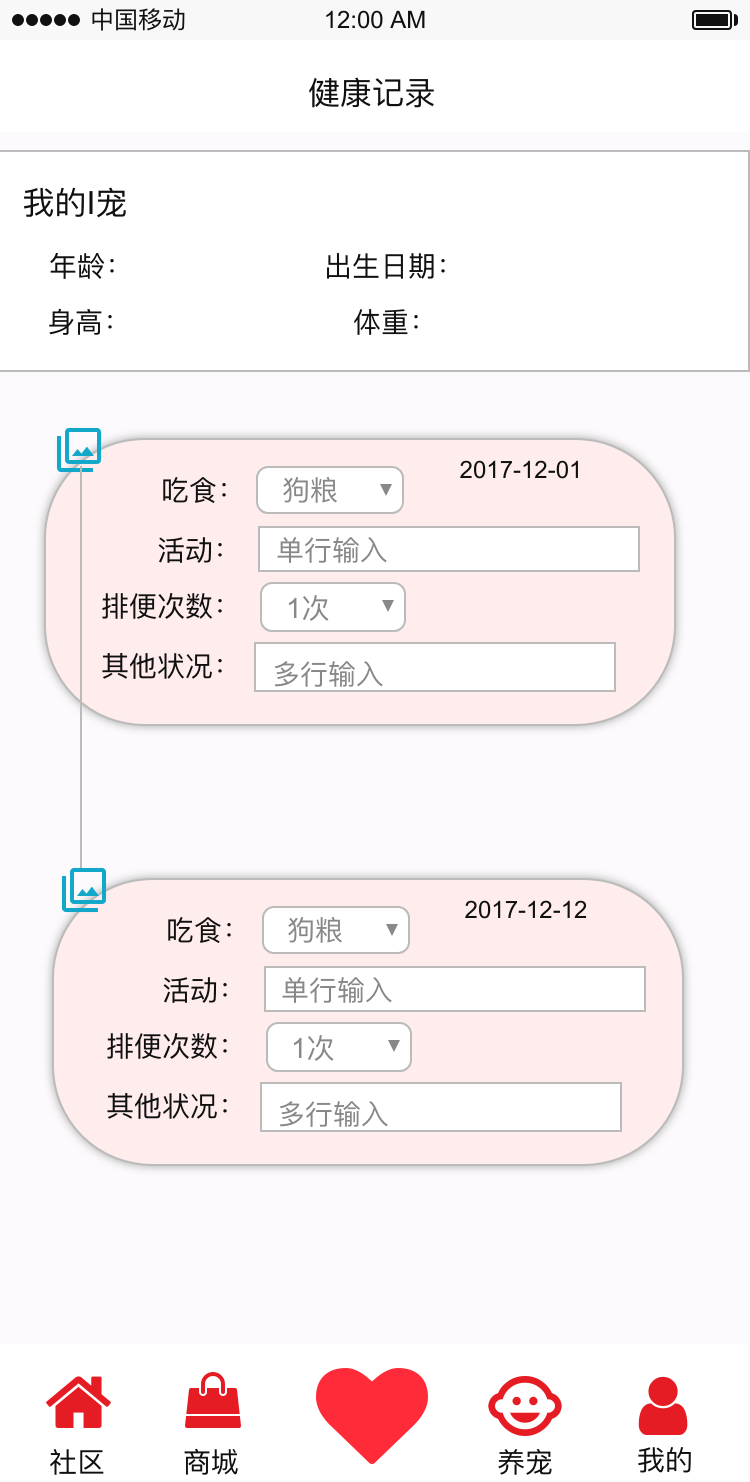 中国移动 12:00 AM
健康记录
我的I宠
年龄： 出生日期：
身高： 体重：
2017-12-01
吃食： 狗粮
活动： 单行输入
排便次数： 1次
其他状况： 多行输入
2017-12-12
吃食： 狗粮
活动： 单行输入
排便次数： 1次
其他状况： 多行输入
社区 商城 养宠 我的